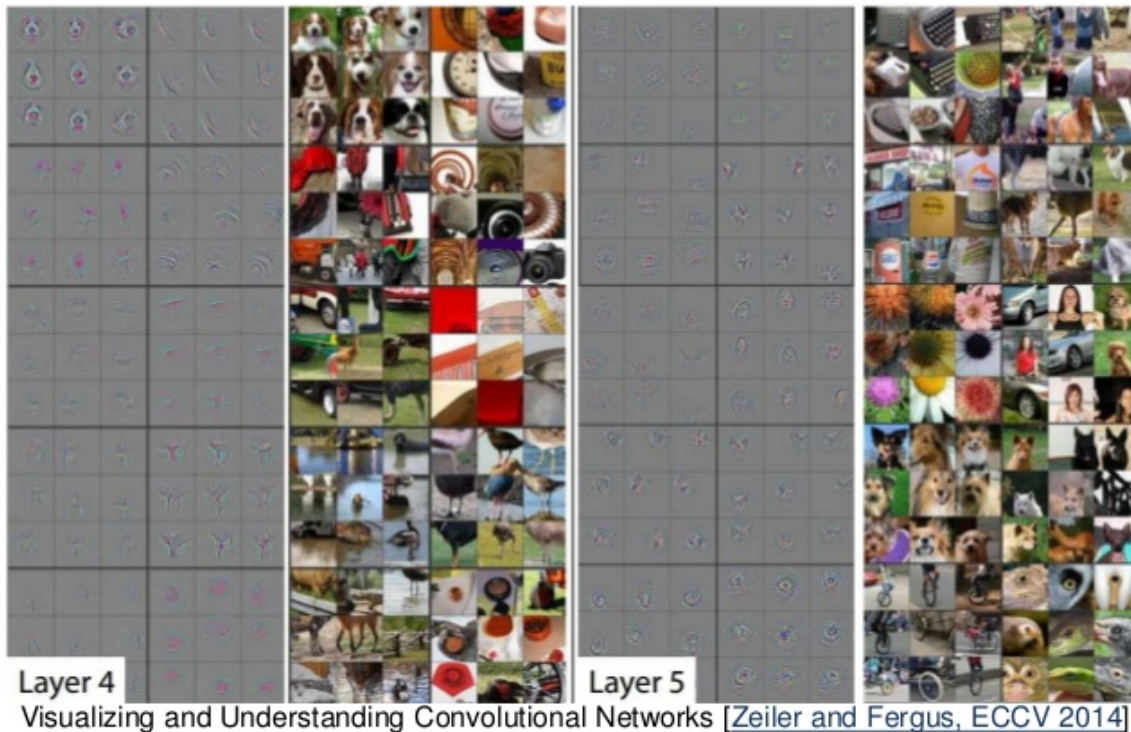 Layer 4
Layer 5
Visualizing and Understanding Convolutional Networks [Zeiler and Fergus, ECCV 2014]